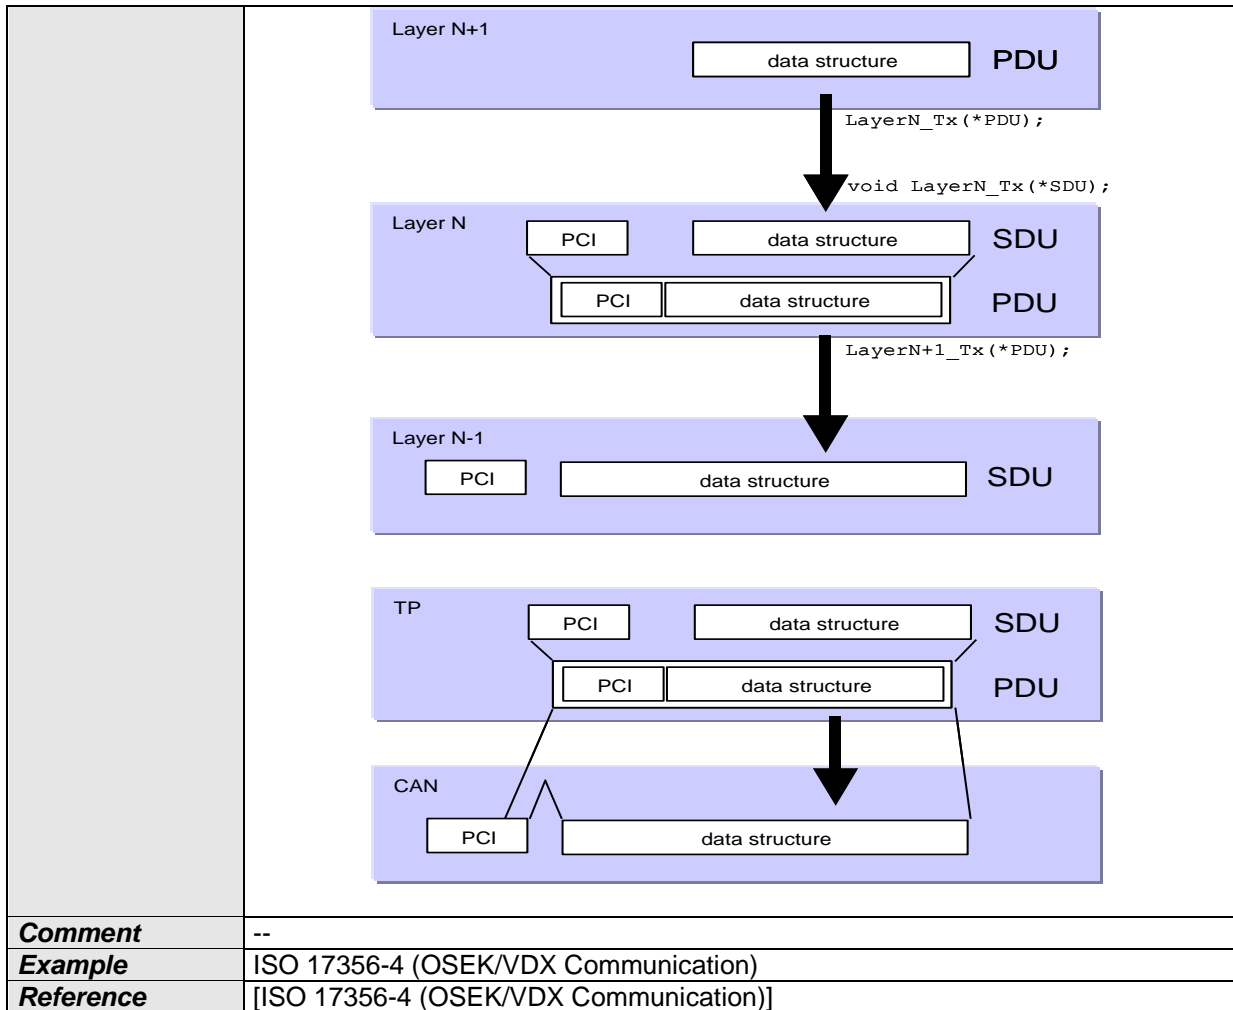 Layer N+1
data structure PDU
LayerN_Tx(*PDU);
void LayerN_Tx(*SDU);
Layer N
PCI data structure SDU
PCI data structure PDU
LayerN+1_Tx(*PDU);
Layer N-1
PCI data structure SDU
TP
PCI data structure SDU
PCI data structure PDU
CAN
PCI data structure
Comment --
Example ISO 17356-4 (OSEK/VDX Communication)
Reference [ISO 17356-4 (OSEK/VDX Communication)]